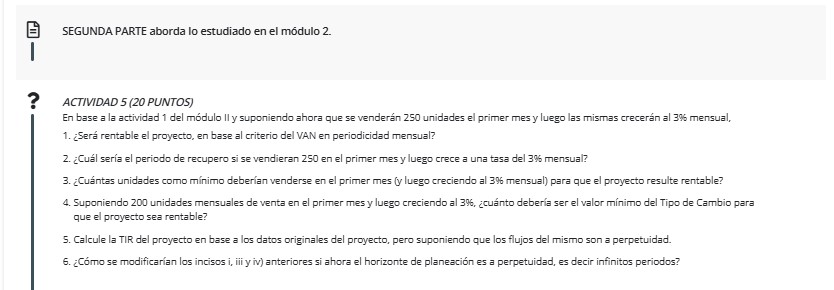 SEGUNDA PARTE aborda lo estudiado en el módulo 2.
?
ACTIVIDAD 5 (20 PUNTOS)
En base a la actividad 1 del módulo II y suponiendo ahora que se venderán 250 unidades el primer mes y luego las mismas crecerán al 3% mensual,
1. ¿Será rentable el proyecto, en base al criterio del VAN en periodicidad mensual?
2. ¿Cuál sería el periodo de recupero si se vendieran 250 en el primer mes y luego crece a una tasa del 3% mensual?
3. ¿Cuántas unidades como mínimo deberían venderse en el primer mes (y luego creciendo al 3% mensual) para que el proyecto resulte rentable?
4. Suponiendo 200 unidades mensuales de venta en el primer mes y luego creciendo al 3%, ¿cuánto debería ser el valor mínimo del Tipo de Cambio para
que el proyecto sea rentable?
5. Calcule la TIR del proyecto en base a los datos originales del proyecto, pero suponiendo que los flujos del mismo son a perpetuidad.
6. ¿Cómo se modificarían los incisos i, iii y iv) anteriores si ahora el horizonte de planeación es a perpetuidad, es decir infinitos periodos?